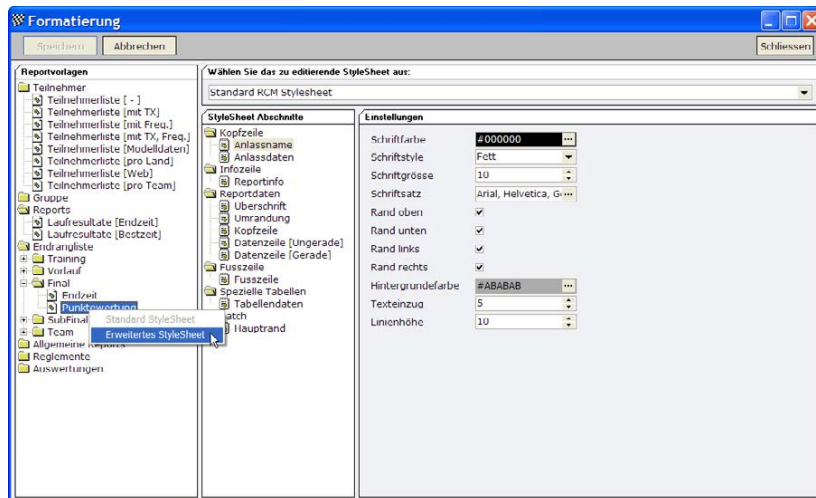 Formatierung
Speichern
Abbrechen
Schliessen
Reportvorlagen
Teilnehmer
Teilnehmerliste [ - ]
Teilnehmerliste [mit TX]
Teilnehmerliste [mit Freq.]
Teilnehmerliste [mit TX, Freq.]
Teilnehmerliste [Modelldaten]
Teilnehmerliste [pro Land]
Teilnehmerliste [Web]
Teilnehmerliste [pro Team]
Gruppe
Reports
Laufresultate [Endzeit]
Laufresultate [Bestzeit]
Endrangliste
Training
Vorlauf
Final
Endzeit
Punktewertung
SubFinal
Team
Allgemeine Reports
Reglemente
Auswertungen
Standard StyleSheet
Erweitertes StyleSheet
Wählen Sie das zu editierende StyleSheet aus:
Standard RCM Stylesheet
StyleSheet Abschnitte
Kopfzeile
Anlassname
Anlassdaten
Infozeile
Reportinfo
Reportdaten
Überschrift
Umrandung
Kopfzeile
Datenzeile [Ungerade]
Datenzeile [Gerade]
Fusszeile
Fusszeile
Spezielle Tabellen
Tabellendaten
atch
Hauptrand
Einstellungen
Schriftfarbe #000000 ...
Schriftstyle Fett
Schriftgrösse 10
Schriftsatz Arial, Helvetica, G ...
Rand oben
Rand unten
Rand links
Rand rechts
Hintergrundefarbe #ABABAB ...
Texteinzug 5
Linienhöhe 10